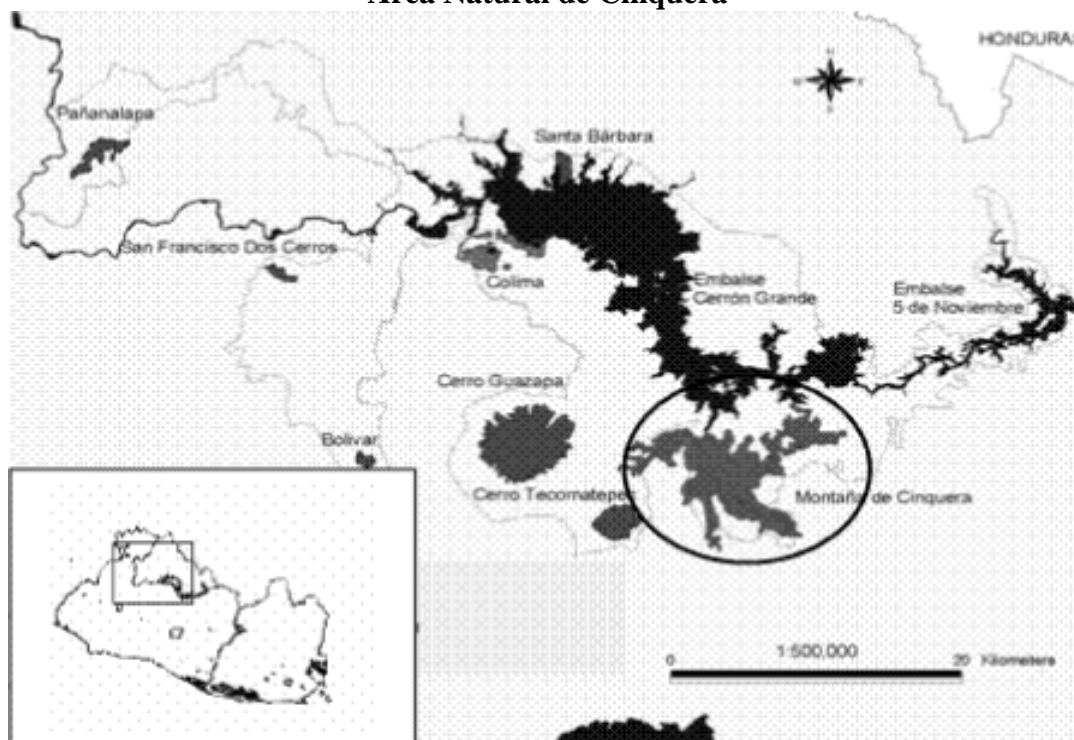 Área Natural de Cinquera
HONDURAS
Pañanalapa
Santa Bárbara
San Francisco Dos Cerros
Colima
Embalse
Cerrón Grande
Embalse
5 de Noviembre
Cerro Guazapa
Bolivar
Cerro Tecomatepec
Montaña de Cinquera
1:500,000
0 20 Kilometers